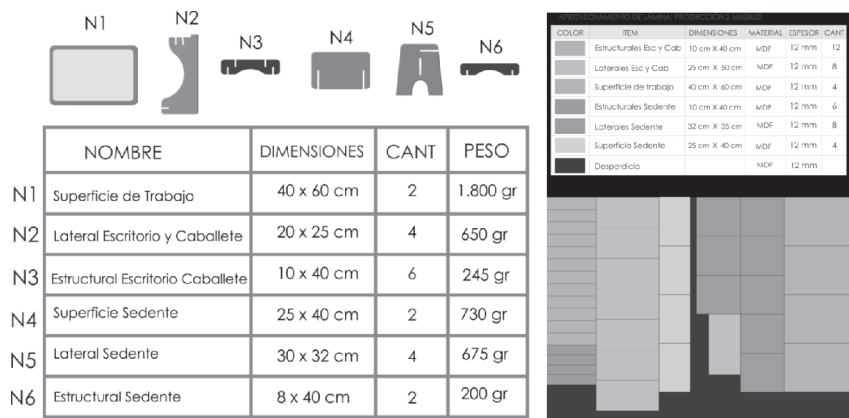 N1
N2
N3
N4
N5
N6
NOMBRE DIMENSIONES CANT PESO
N1 Superficie de Trabajo 40 x 60 cm 2 1.800 gr
N2 Lateral Escritorio y Caballete 20 x 25 cm 4 650 gr
N3 Estructural Escritorio Caballete 10 x 40 cm 6 245 gr
N4 Superficie Sedente 25 x 40 cm 2 730 gr
N5 Lateral Sedente 30 x 32 cm 4 675 gr
N6 Estructural Sedente 8 x 40 cm 2 200 gr
APROVECHAMIENTO DE LÁMINA: PRODUCCIÓN 2 MUEBLES
COLOR ITEM DIMENSIONES MATERIAL ESPESOR CANT
Estructurales Esc y Cab 10 cm X 40 cm MDF 12 mm 12
Laterales Esc y Cab 25 cm X 50 cm MDF 12 mm 8
Superficie de trabajo 40 cm X 60 cm MDF 12 mm 4
Estructurales Sedente 10 cm X 40 cm MDF 12 mm 6
Laterales Sedente 32 cm X 35 cm MDF 12 mm 8
Superficie Sedente 25 cm X 40 cm MDF 12 mm 4
Desperdicio MDF 12 mm